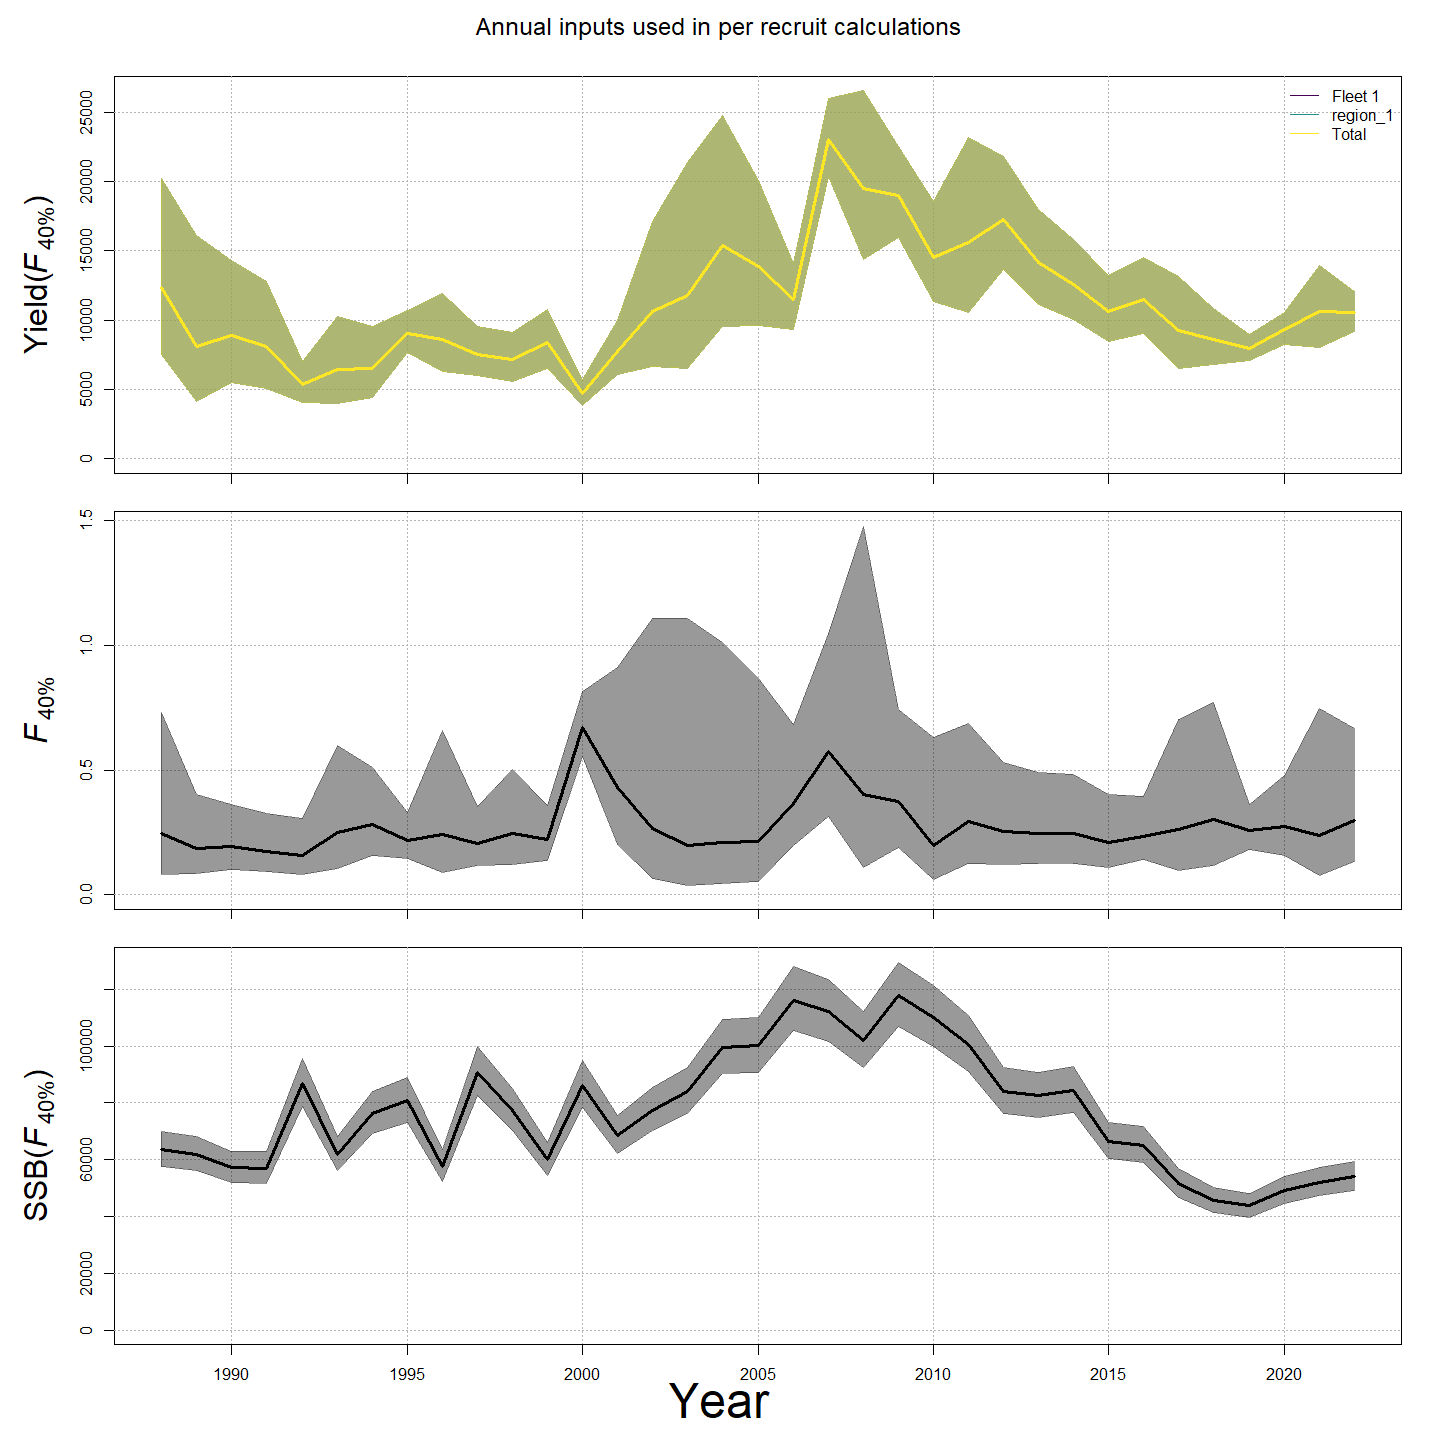 Annual inputs used in per recruit calculations
Yield(F40%)
25000
20000
15000
10000
5000
0
Fleet 1
region_1
Total
F40%
1.5
1.0
0.5
0.0
SSB(F40%)
100000
60000
20000
0
1990 1995 2000 2005 2010 2015 2020
Year